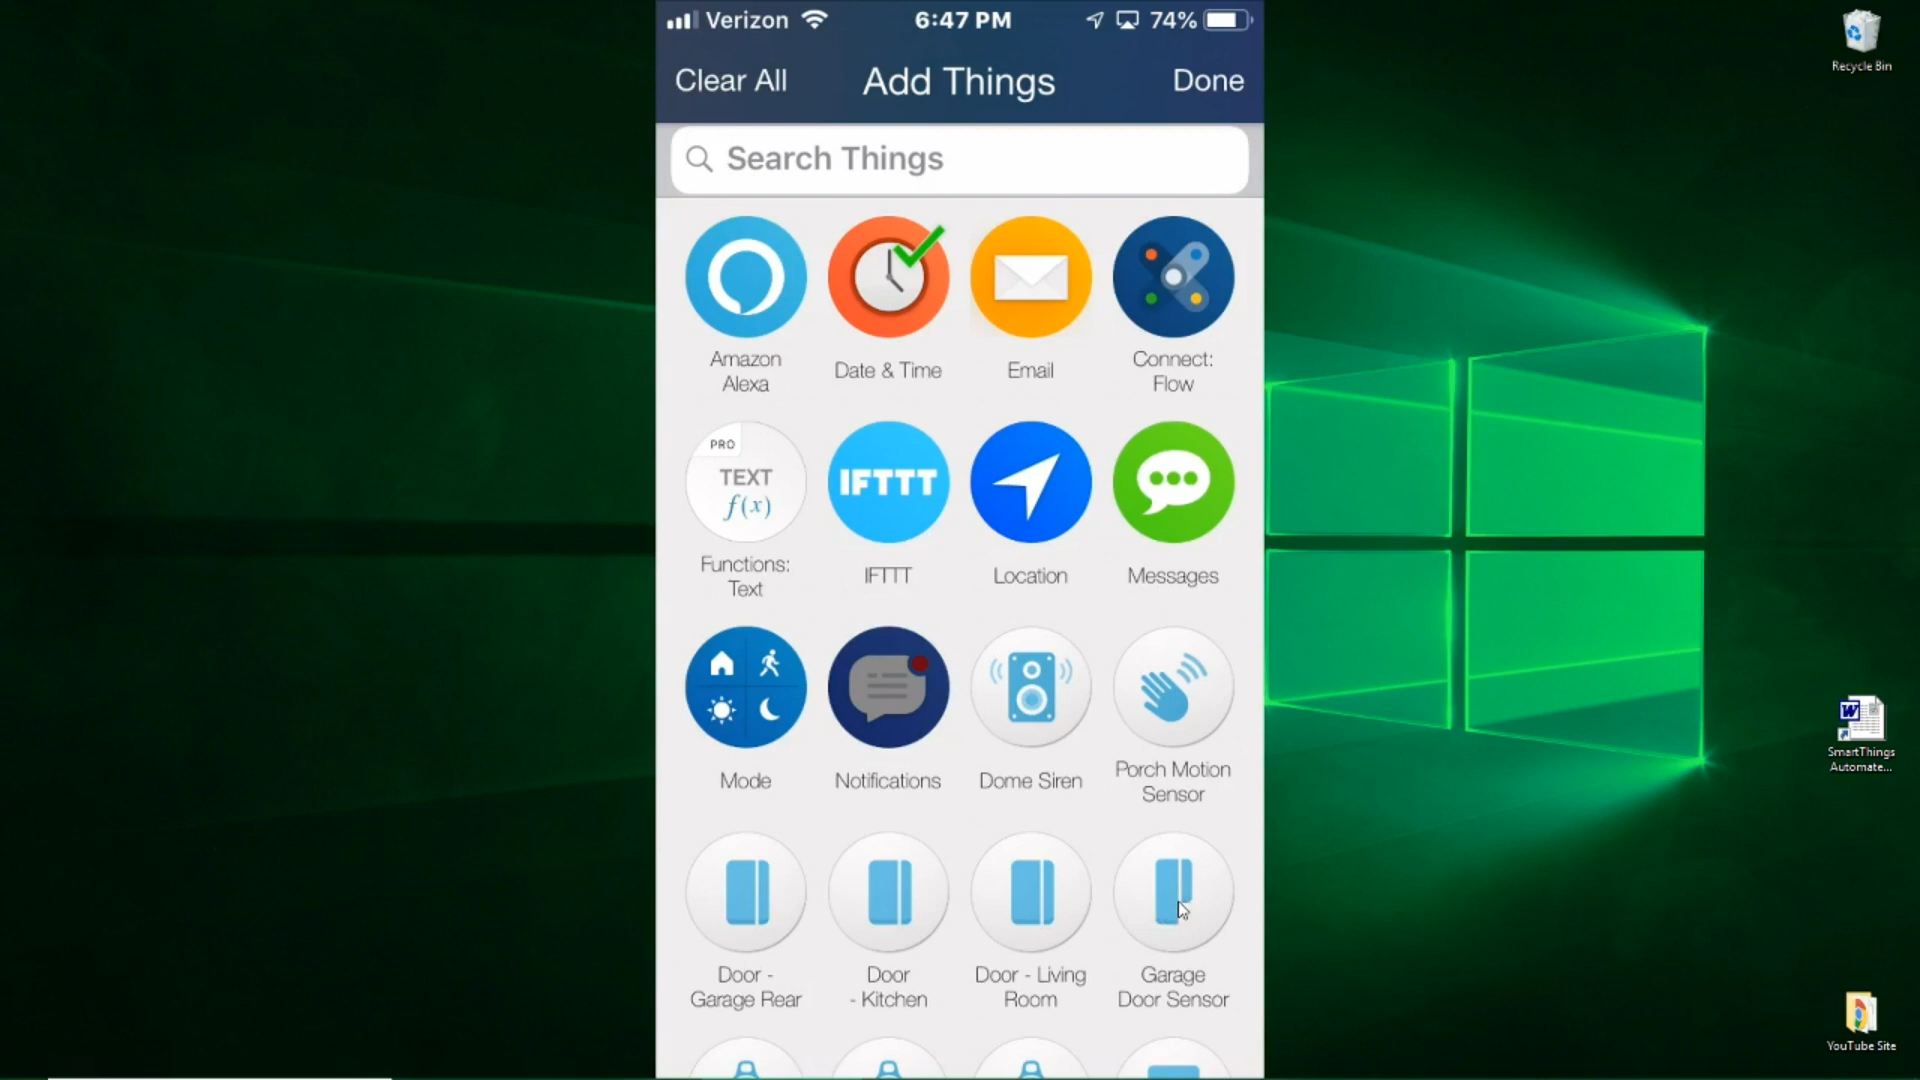 Verizon
6:47 PM
74%
Clear All
Add Things
Done
Search Things
Amazon
Alexa
Date & Time
Email
Connect:
Flow
PRO
TEXT
f(x)
Functions:
Text
IFTTT
IFTTT
Location
Messages
Mode
Notifications
Dome Siren
Porch Motion
Sensor
Door -
Garage Rear
Door
- Kitchen
Door - Living
Room
Garage
Door Sensor
Recycle Bin
W
SmartThings
Automate...
YouTube Site